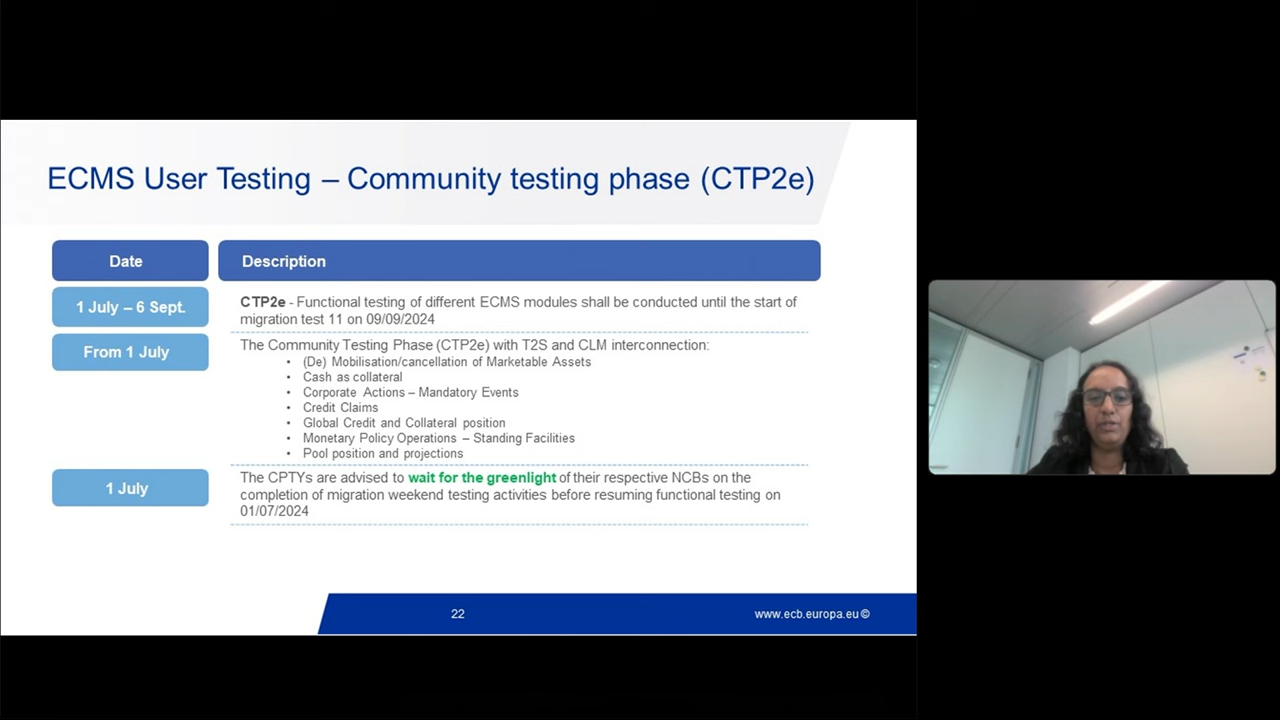 ECMS User Testing – Community testing phase (CTP2e)
Date
Description
1 July – 6 Sept.
CTP2e - Functional testing of different ECMS modules shall be conducted until the start of
migration test 11 on 09/09/2024
From 1 July
The Community Testing Phase (CTP2e) with T2S and CLM interconnection:
• (De) Mobilisation/cancellation of Marketable Assets
• Cash as collateral
• Corporate Actions – Mandatory Events
• Credit Claims
• Global Credit and Collateral position
• Monetary Policy Operations – Standing Facilities
• Pool position and projections
1 July
The CPTYs are advised to wait for the greenlight of their respective NCBs on the
completion of migration weekend testing activities before resuming functional testing on
01/07/2024
22
www.ecb.europa.eu ©